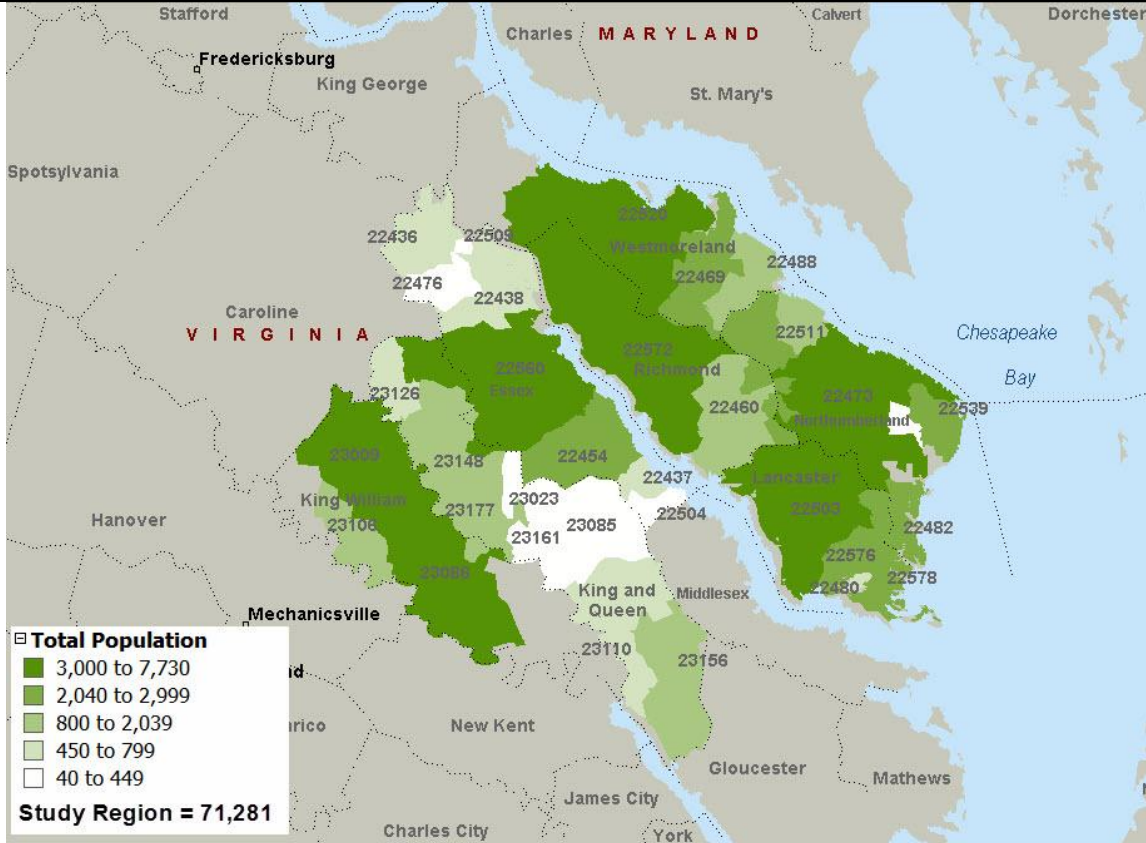 Stafford
Calvert
Dorchester
Charles
MARYLAND
Fredericksburg
King George
St. Mary's
Spotsylvania
22520
22436
22509
Westmoreland
22488
22469
22476
22438
Caroline
VIRGINIA
22511
Chesapeake
Bay
22572
Richmond
22560
Essex
23126
22460
22473
22539
Northumberland
23009
23148
22454
22437
Lancaster
King William
23023
22504
22503
23177
23085
23106
23161
22482
Hanover
22576
23086
22578
22480
King and
Queen
Middlesex
Mechanicsville
23110
23156
Total Population
3,000 to 7,730
2,040 to 2,999
800 to 2,039
450 to 799
40 to 449
Study Region = 71,281
nd
nrico
New Kent
Gloucester
Mathews
James City
Charles City
York